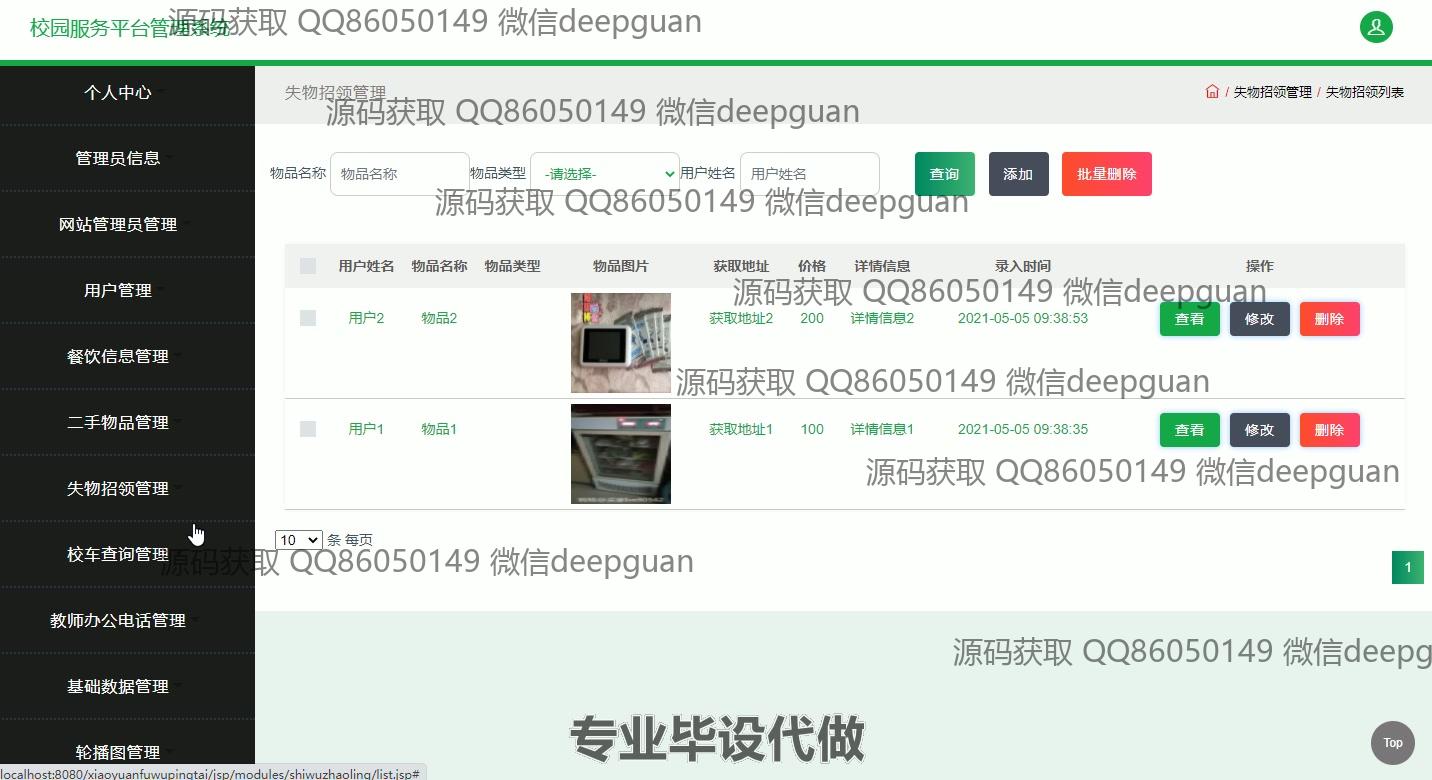 校园服务平台管理系统
源码获取 QQ86050149 微信deepguan
个人中心
管理员信息
网站管理员管理
用户管理
餐饮信息管理
二手物品管理
失物招领管理
校车查询管理
教师办公电话管理
基础数据管理
轮播图管理
失物招领管理
/ 失物招领管理 / 失物招领列表
源码获取 QQ86050149 微信deepguan
物品名称 物品名称 物品类型 -请选择- 用户姓名 用户姓名 查询 添加 批量删除
源码获取 QQ86050149 微信deepguan
用户姓名 物品名称 物品类型 物品图片 获取地址 价格 详情信息 录入时间 操作
源码获取 QQ86050149 微信deepguan
用户2 物品2 获取地址2 200 详情信息2 2021-05-05 09:38:53 查看 修改 删除
源码获取 QQ86050149 微信deepguan
用户1 物品1 获取地址1 100 详情信息1 2021-05-05 09:38:35 查看 修改 删除
源码获取 QQ86050149 微信deepguan
10 条 每页
源码获取 QQ86050149 微信deepguan
1
源码获取 QQ86050149 微信deepg
专业毕设代做
Top
localhost:8080/xiaoyuanfuwupingtai/jsp/modules/shiwuzhaoling/list.jsp#